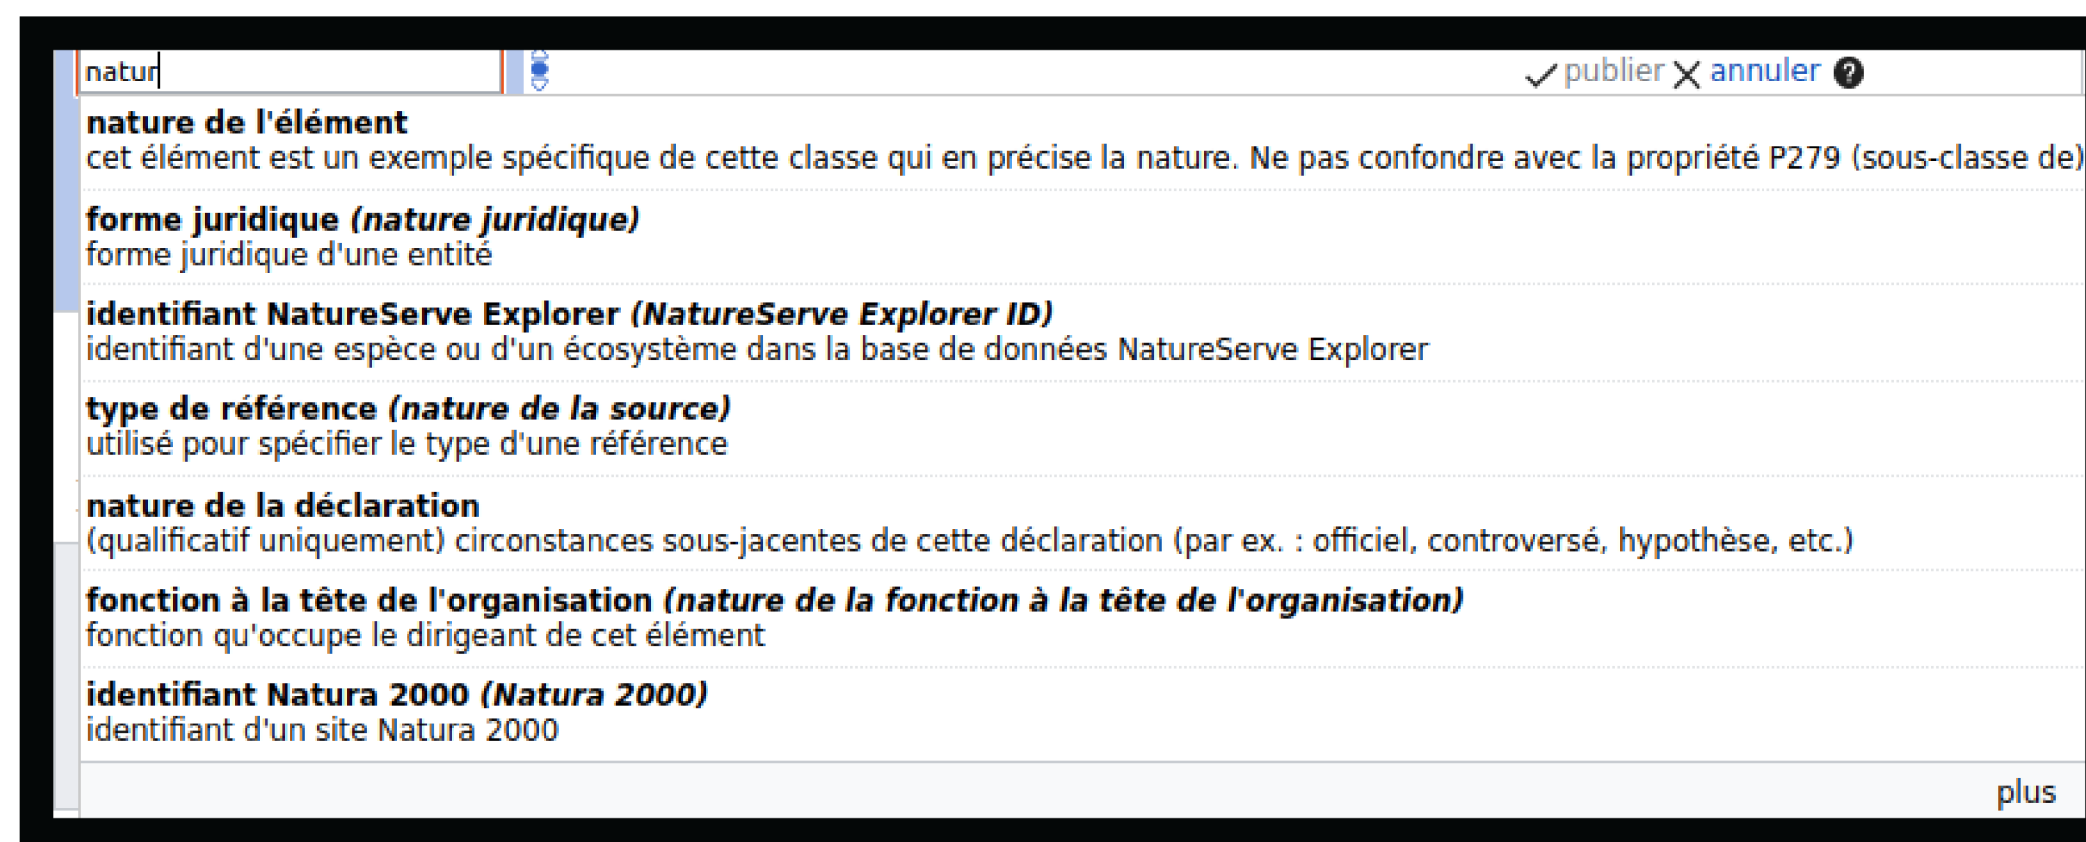 natur
publier annuler ?
nature de l'élément
cet élément est un exemple spécifique de cette classe qui en précise la nature. Ne pas confondre avec la propriété P279 (sous-classe de)
forme juridique (nature juridique)
forme juridique d'une entité
identifiant NatureServe Explorer (NatureServe Explorer ID)
identifiant d'une espèce ou d'un écosystème dans la base de données NatureServe Explorer
type de référence (nature de la source)
utilisé pour spécifier le type d'une référence
nature de la déclaration
(qualificatif uniquement) circonstances sous-jacentes de cette déclaration (par ex. : officiel, controversé, hypothèse, etc.)
fonction à la tête de l'organisation (nature de la fonction à la tête de l'organisation)
fonction qu'occupe le dirigeant de cet élément
identifiant Natura 2000 (Natura 2000)
identifiant d'un site Natura 2000
plus